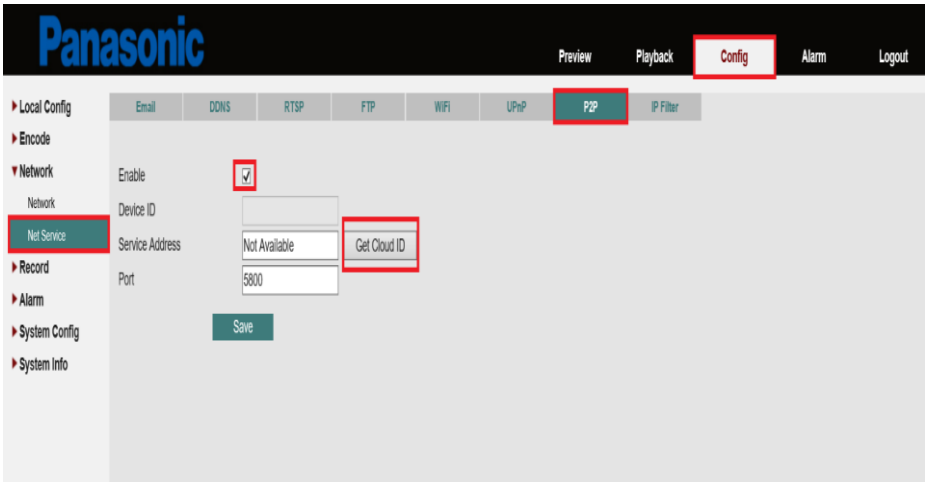 Panasonic
Preview Playback Config Alarm Logout
Local Config
Encode
Network
Network
Net Service
Record
Alarm
System Config
System Info
Email DDNS RTSP FTP WiFi UPnP P2P IP Filter
Enable
Device ID
Service Address Not Available Get Cloud ID
Port 5800
Save